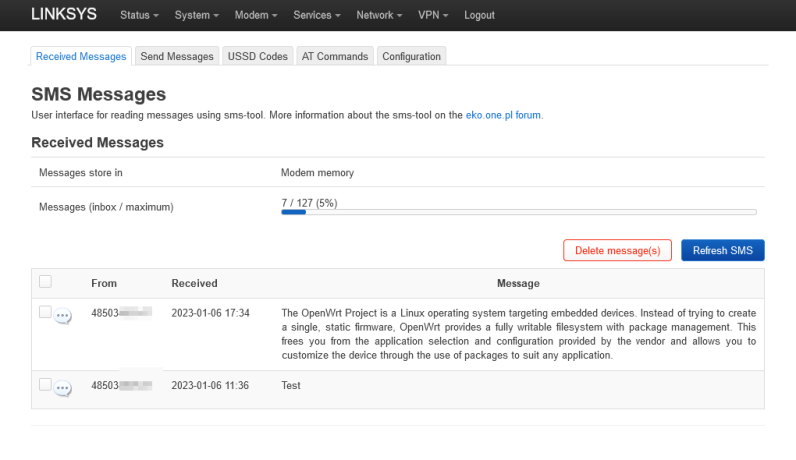 LINKSYS Status System Modem Services Network VPN Logout
Received Messages Send Messages USSD Codes AT Commands Configuration
SMS Messages
User interface for reading messages using sms-tool. More information about the sms-tool on the eko.one.pl forum.
Received Messages
Messages store in Modem memory
Messages (inbox / maximum) 7 / 127 (5%)
Delete message(s) Refresh SMS
From Received Message
48503 2023-01-06 17:34 The OpenWrt Project is a Linux operating system targeting embedded devices. Instead of trying to create
a single, static firmware, OpenWrt provides a fully writable filesystem with package management. This
frees you from the application selection and configuration provided by the vendor and allows you to
customize the device through the use of packages to suit any application.
48503 2023-01-06 11:36 Test